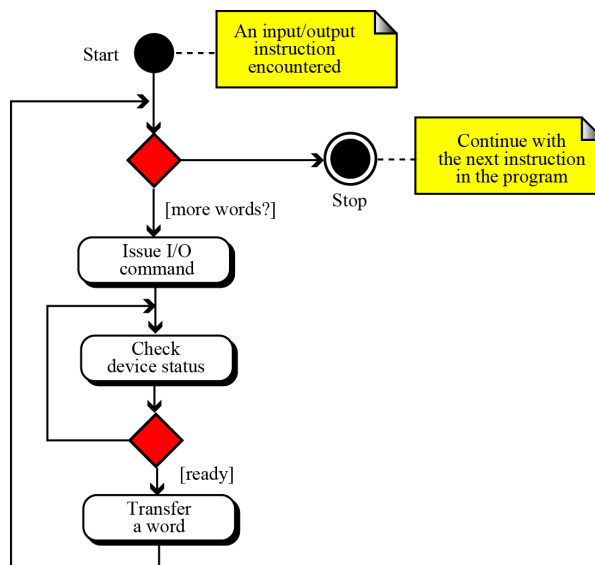 An input/output
instruction
encountered
Start
Continue with
the next instruction
in the program
Stop
[more words?]
Issue I/O
command
Check
device status
[ready]
Transfer
a word